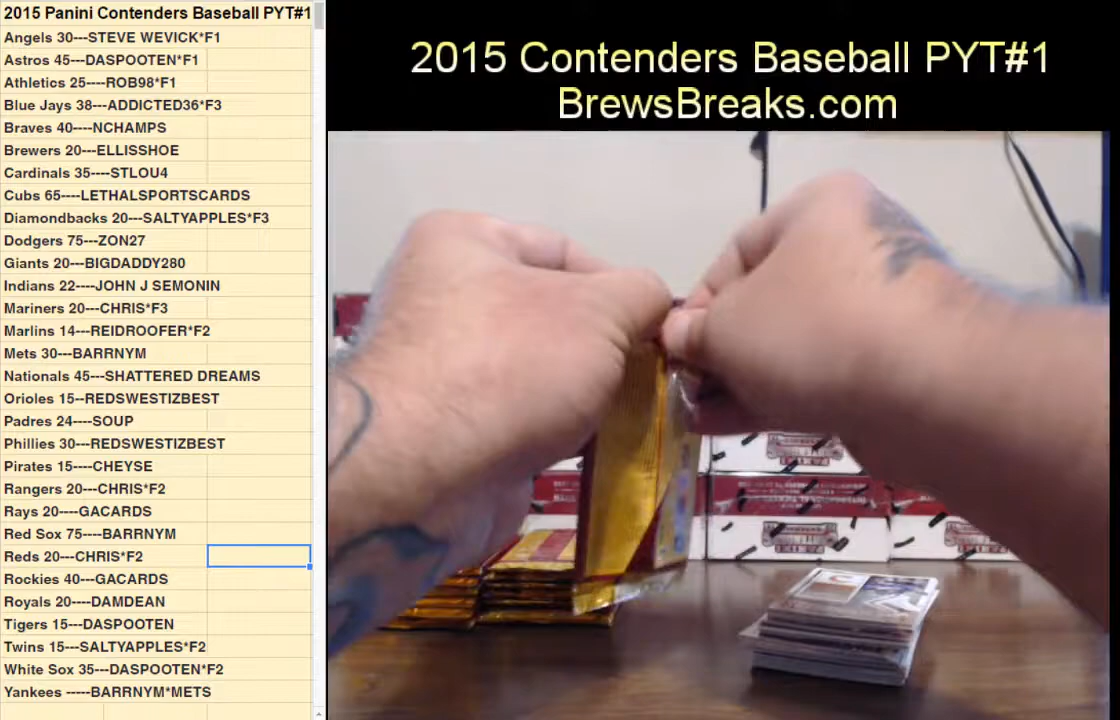 2015 Panini Contenders Baseball PYT#1
Angels 30---STEVE WEVICK*F1
Astros 45----DASPOOTEN*F1
Athletics 25----ROB98*F1
Blue Jays 38---ADDICTED36*F3
Braves 40----NCHAMPS
Brewers 20---ELLISSHOE
Cardinals 35----STLOU4
Cubs 65----LETHALSPORTSCARDS
Diamondbacks 20---SALTYAPPLES*F3
Dodgers 75---ZON27
Giants 20---BIGDADDY280
Indians 22----JOHN J SEMONIN
Mariners 20---CHRIS*F3
Marlins 14---REIDROOFER*F2
Mets 30---BARRNYM
Nationals 45---SHATTERED DREAMS
Orioles 15--REDSWESTIZBEST
Padres 24----SOUP
Phillies 30---REDSWESTIZBEST
Pirates 15----CHEYSE
Rangers 20---CHRIS*F2
Rays 20----GACARDS
Red Sox 75----BARRNYM
Reds 20---CHRIS*F2
Rockies 40---GACARDS
Royals 20----DAMDEAN
Tigers 15----DASPOOTEN
Twins 15----SALTYAPPLES*F2
White Sox 35----DASPOOTEN*F2
Yankees -----BARRNYM*METS
2015 Contenders Baseball PYT#1
BrewsBreaks.com